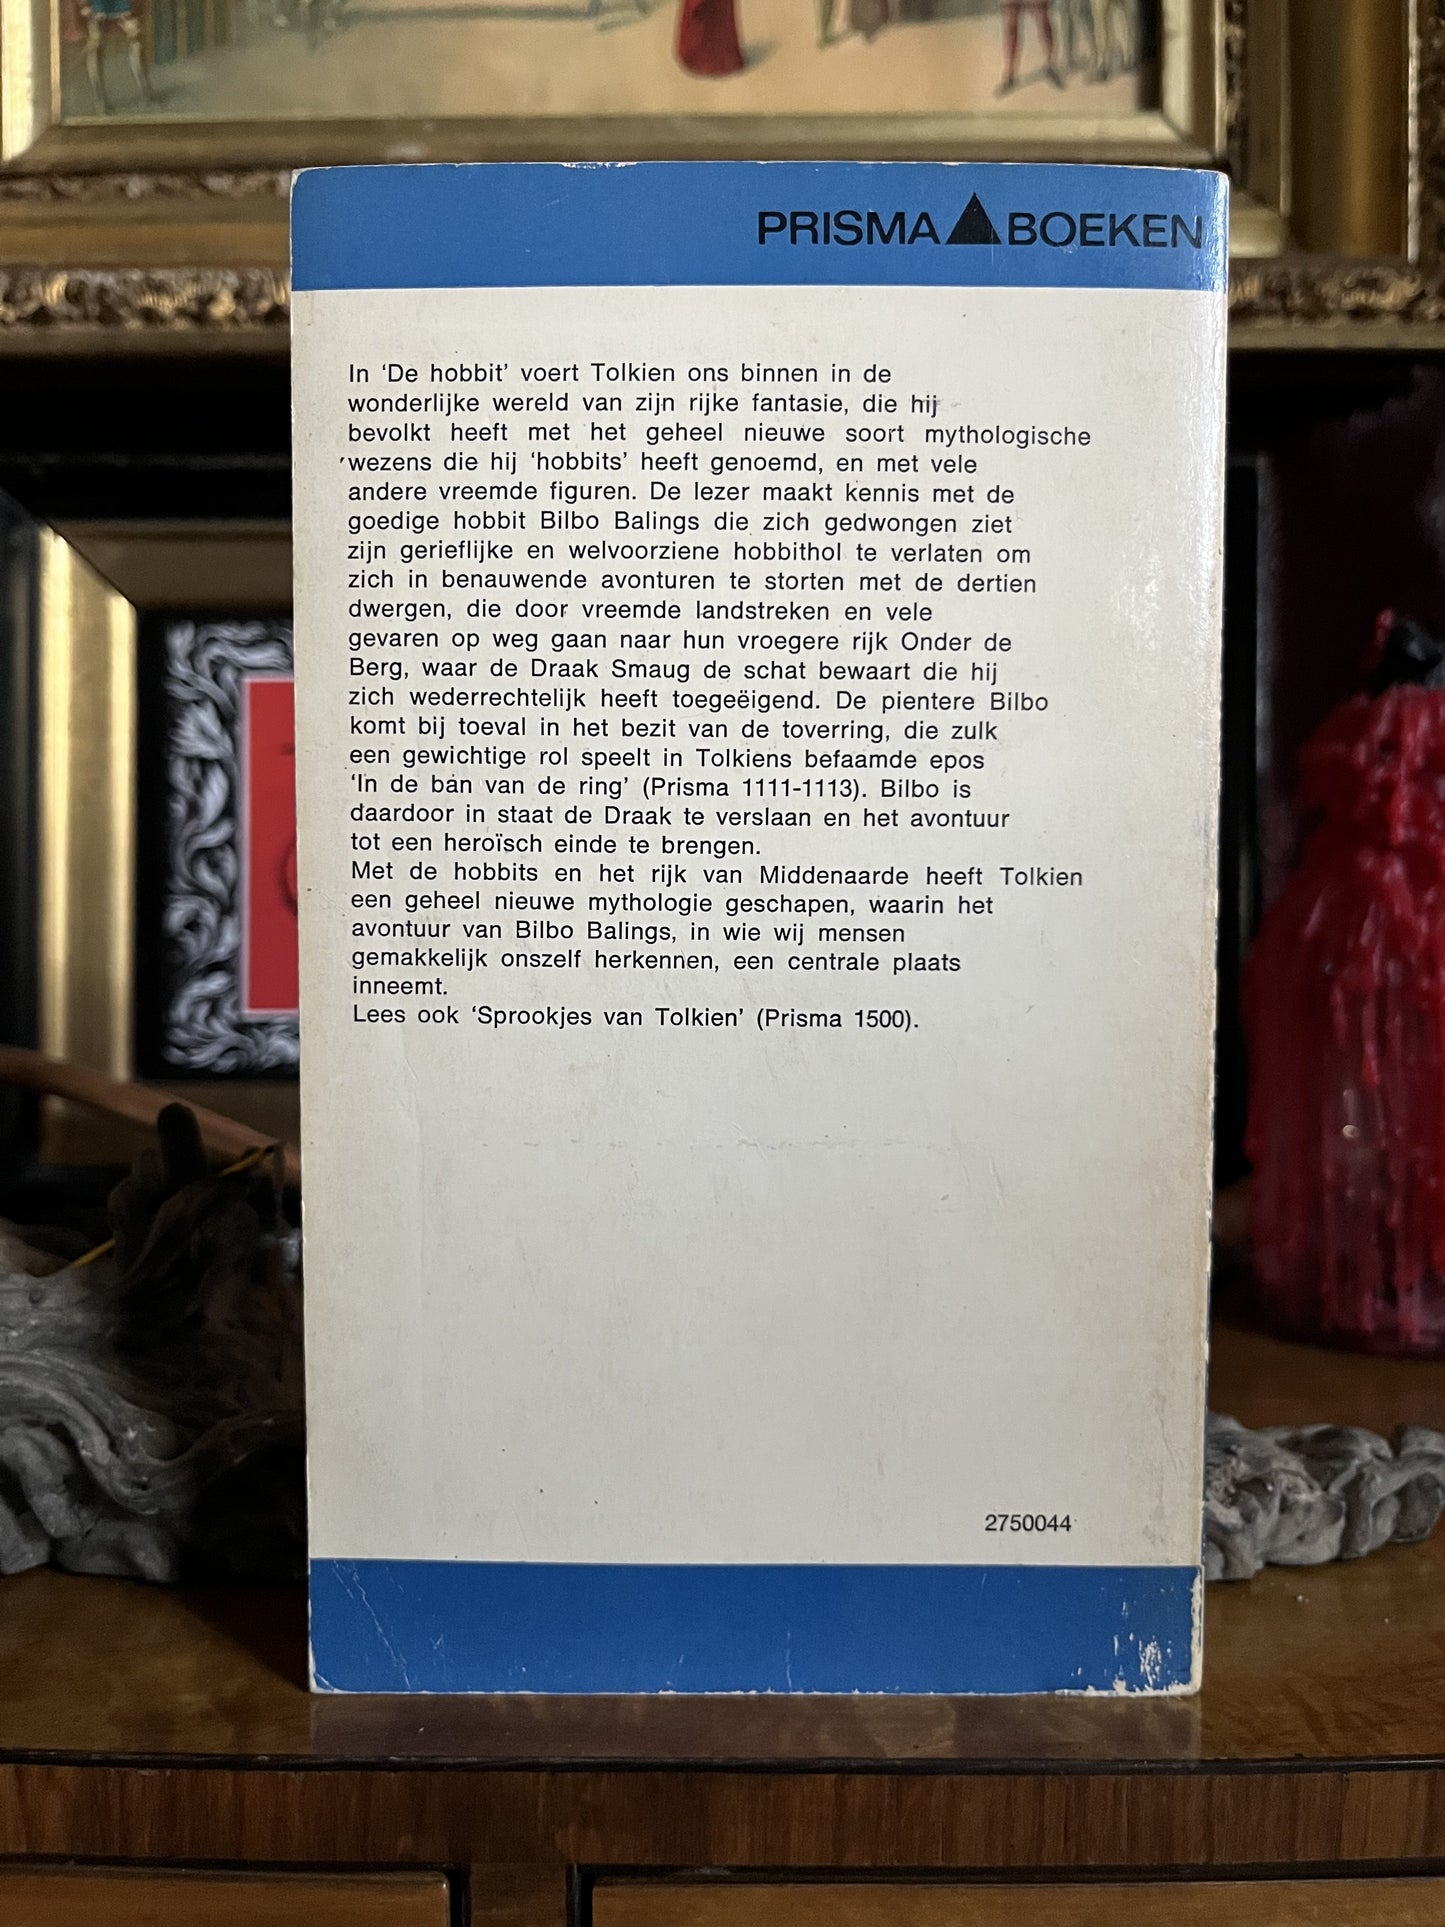 PRISMA BOEKEN
In ‘De hobbit’ voert Tolkien ons binnen in de
wonderlijke wereld van zijn rijke fantasie, die hij
bevolkt heeft met het geheel nieuwe soort mythologische
wezens die hij ‘hobbits’ heeft genoemd, en met vele
andere vreemde figuren. De lezer maakt kennis met de
goedige hobbit Bilbo Balings die zich gedwongen ziet
zijn gerieflijke en welvoorziene hobbithol te verlaten om
zich in benauwende avonturen te storten met de dertien
dwergen, die door vreemde landstreken en vele
gevaren op weg gaan naar hun vroegere rijk Onder de
Berg, waar de Draak Smaug de schat bewaart die hij
zich wederrechtelijk heeft toegeëigend. De pientere Bilbo
komt bij toeval in het bezit van de toverring, die zulk
een gewichtige rol speelt in Tolkiens befaamde epos
‘In de ban van de ring’ (Prisma 1111-1113). Bilbo is
daardoor in staat de Draak te verslaan en het avontuur
tot een heroïsch einde te brengen.
Met de hobbits en het rijk van Middenaarde heeft Tolkien
een geheel nieuwe mythologie geschapen, waarin het
avontuur van Bilbo Balings, in wie wij mensen
gemakkelijk onszelf herkennen, een centrale plaats
inneemt.
Lees ook ‘Sprookjes van Tolkien’ (Prisma 1500).
2750044